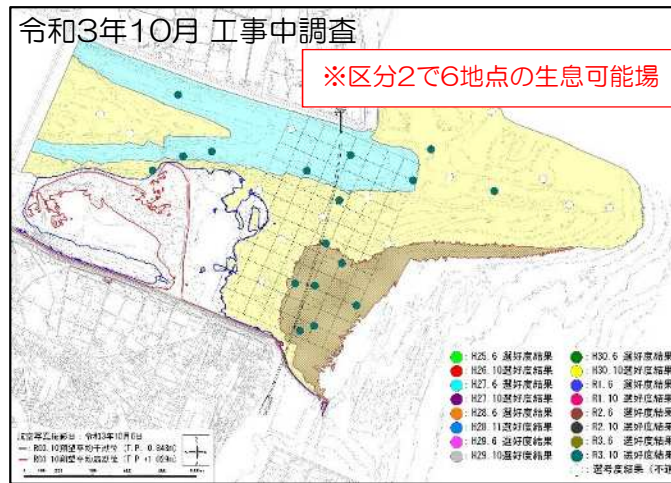 令和3年10月 工事中調査
※区分2で6地点の生息可能場
: H25.6 選好度結果
: H26.10選好度結果
: H27.6 選好度結果
: H27.10選好度結果
: H28.6 選好度結果
: H28.11選好度結果
: H29.6 選好度結果
: H29.10選好度結果
: H30.6 選好度結果
: H30.10選好度結果
: R1.6 選好度結果
: R1.10 選好度結果
: R2.6 選好度結果
: R2.10 選好度結果
: R3.6 選好度結果
: R3.10 選好度結果
: 選好度結果（不適